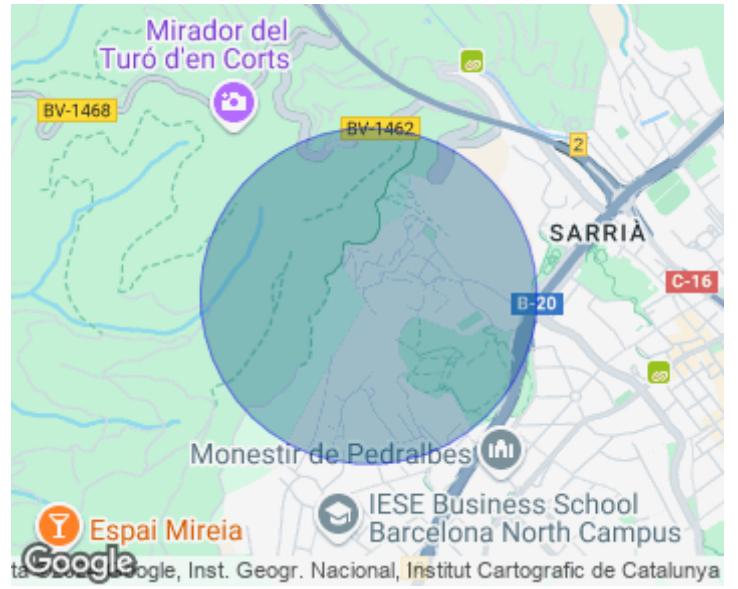 Mirador del
Turó d'en Corts
BV-1468
BV-1462
2
SARRIÀ
C-16
B-20
Monestir de Pedralbes
IESE Business School
Barcelona North Campus
Espai Mireia
Google
Google, Inst. Geogr. Nacional, Institut Cartografic de Catalunya